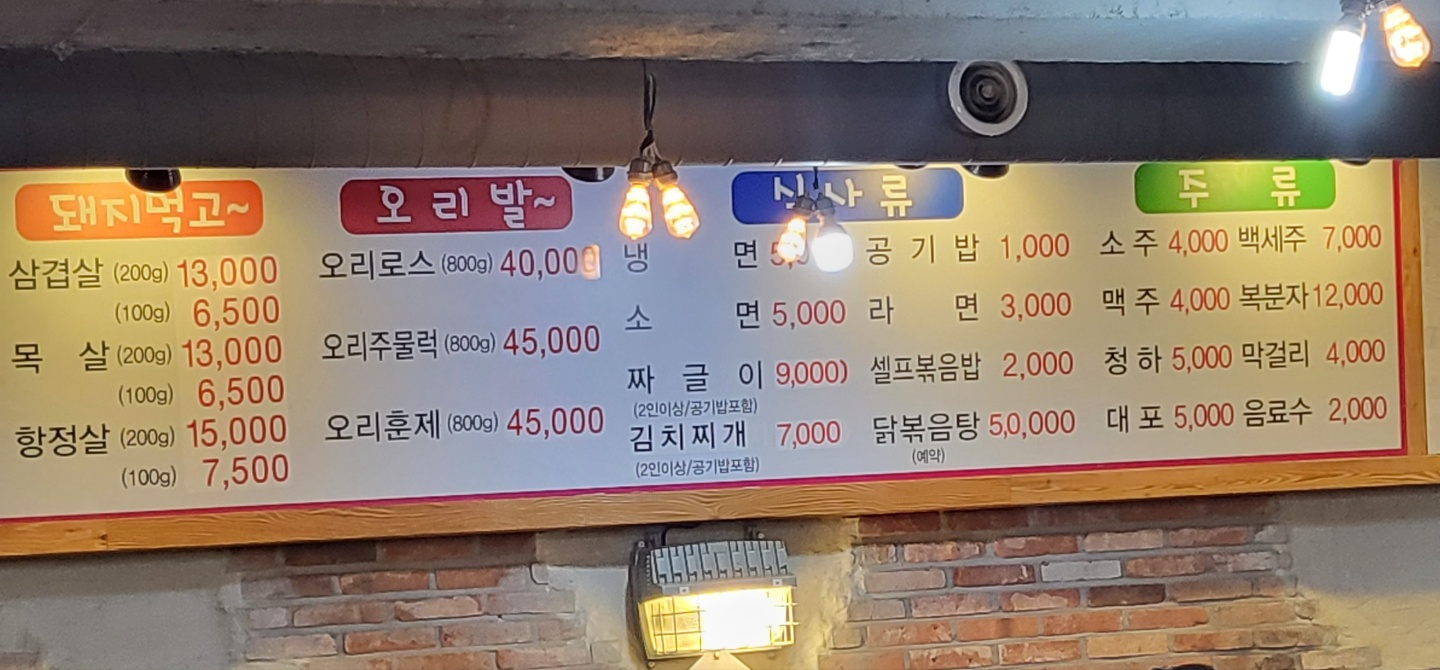 돼지먹고~
삼겹살 (200g) 13,000
(100g) 6,500
목 살 (200g) 13,000
(100g) 6,500
항정살 (200g) 15,000
(100g) 7,500
오리발~
오리로스 (800g) 40,000
오리주물럭 (800g) 45,000
오리훈제 (800g) 45,000
식사류
냉 면
소 면 5,000
짜 글 이 9,000)
(2인이상/공기밥포함)
김치찌개 7,000
(2인이상/공기밥포함)
공 기 밥 1,000
라 면 3,000
셀프볶음밥 2,000
닭볶음탕 5,0,000
(예약)
주 류
소주 4,000 백세주 7,000
맥주 4,000 복분자 12,000
청하 5,000 막걸리 4,000
대포 5,000 음료수 2,000